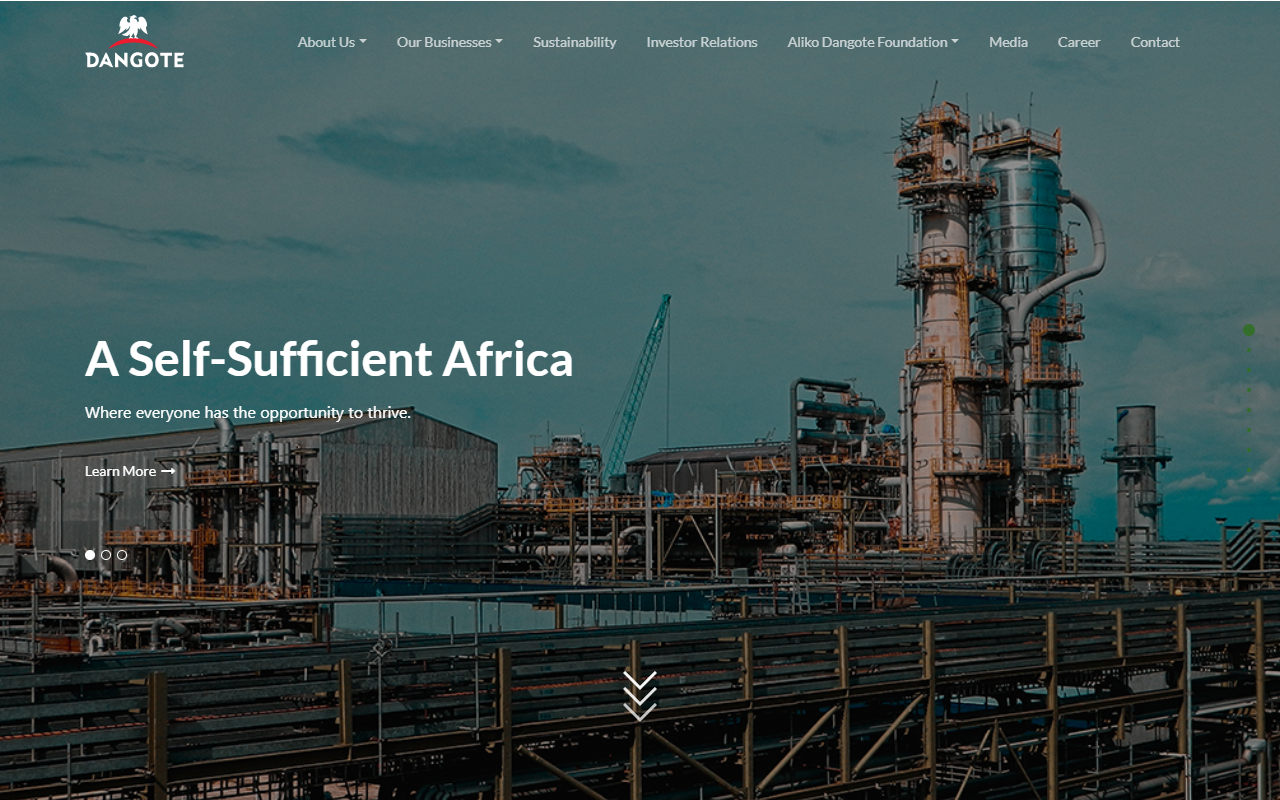 DANGOTE
About Us
Our Businesses
Sustainability
Investor Relations
Aliko Dangote Foundation
Media
Career
Contact
A Self-Sufficient Africa
Where everyone has the opportunity to thrive.
Learn More